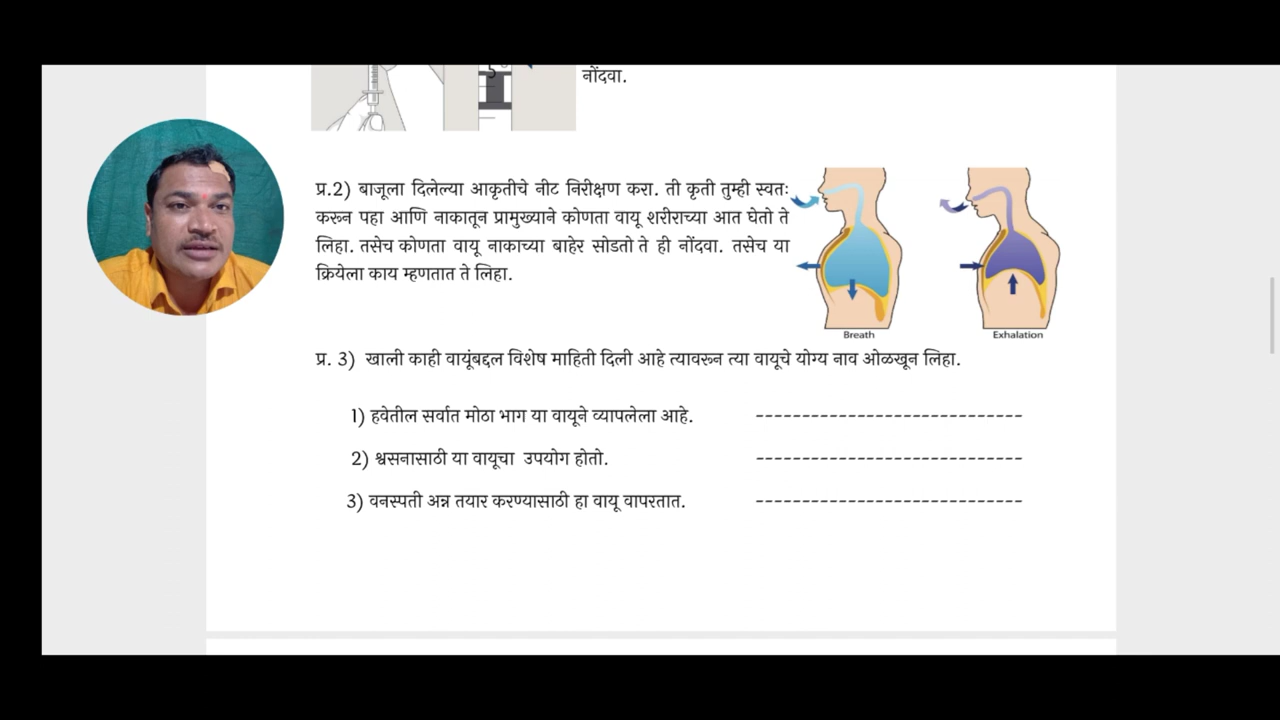 नोंदवा.
प्र.2) बाजूला दिलेल्या आकृतीचे नीट निरीक्षण करा. ती कृती तुम्ही स्वतः
करून पहा आणि नाकातून प्रामुख्याने कोणता वायू शरीराच्या आत घेतो ते
लिहा. तसेच कोणता वायू नाकाच्या बाहेर सोडतो ते ही नोंदवा. तसेच या
क्रियेला काय म्हणतात ते लिहा.
Breath
Exhalation
प्र. 3) खाली काही वायूंबद्दल विशेष माहिती दिली आहे त्यावरून त्या वायूचे योग्य नाव ओळखून लिहा.
1) हवेतील सर्वात मोठा भाग या वायूने व्यापलेला आहे. -----------------------------
2) श्वसनासाठी या वायूचा उपयोग होतो. -----------------------------
3) वनस्पती अन्न तयार करण्यासाठी हा वायू वापरतात. -----------------------------